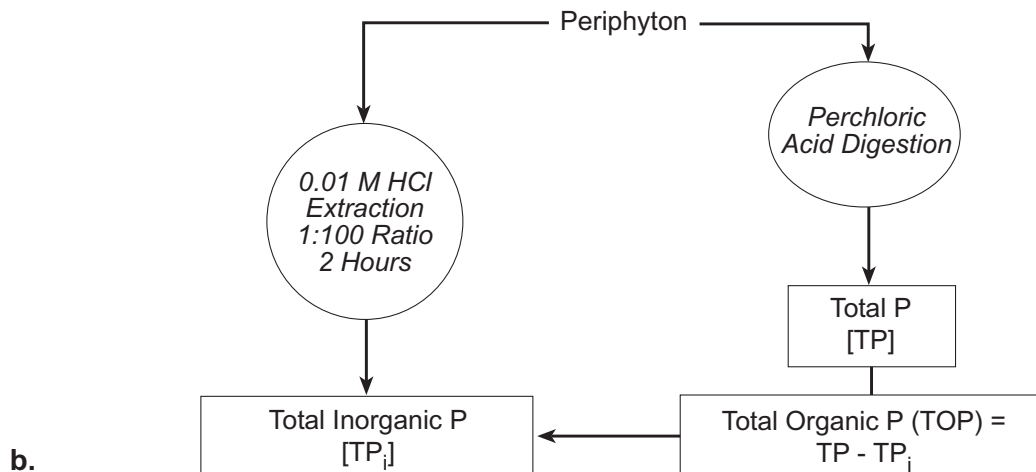 Periphyton
Perchloric
Acid Digestion
0.01 M HCl
Extraction
1:100 Ratio
2 Hours
Total P
[TP]
Total Inorganic P
[TPi]
Total Organic P (TOP) =
TP - TPi
b.